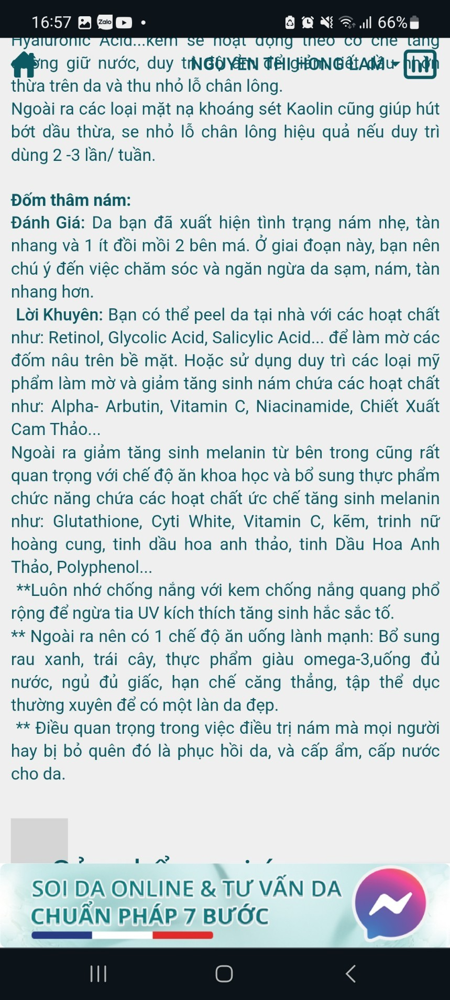 16:57 Zalo 66%
Hyaluronic Acid...kèm sẽ hoạt động theo cơ chế tăng
NGUYEN THI HONG LAM
giữ nước, duy trì độ ẩm để giảm tiết dầu nhờn
thừa trên da và thu nhỏ lỗ chân lông.
Ngoài ra các loại mặt nạ khoáng sét Kaolin cũng giúp hút
bớt dầu thừa, se nhỏ lỗ chân lông hiệu quả nếu duy trì
dùng 2 -3 lần/ tuần.
Đốm thâm nám:
Đánh Giá: Da bạn đã xuất hiện tình trạng nám nhẹ, tàn
nhang và 1 ít đồi mồi 2 bên má. Ở giai đoạn này, bạn nên
chú ý đến việc chăm sóc và ngăn ngừa da sạm, nám, tàn
nhang hơn.
Lời Khuyên: Bạn có thể peel da tại nhà với các hoạt chất
như: Retinol, Glycolic Acid, Salicylic Acid... để làm mờ các
đốm nâu trên bề mặt. Hoặc sử dụng duy trì các loại mỹ
phẩm làm mờ và giảm tăng sinh nám chứa các hoạt chất
như: Alpha- Arbutin, Vitamin C, Niacinamide, Chiết Xuất
Cam Thảo...
Ngoài ra giảm tăng sinh melanin từ bên trong cũng rất
quan trọng với chế độ ăn khoa học và bổ sung thực phẩm
chức năng chứa các hoạt chất ức chế tăng sinh melanin
như: Glutathione, Cyti White, Vitamin C, kẽm, trinh nữ
hoàng cung, tinh dầu hoa anh thảo, tinh Dầu Hoa Anh
Thảo, Polyphenol...
**Luôn nhớ chống nắng với kem chống nắng quang phổ
rộng để ngừa tia UV kích thích tăng sinh hắc sắc tố.
** Ngoài ra nên có 1 chế độ ăn uống lành mạnh: Bổ sung
rau xanh, trái cây, thực phẩm giàu omega-3,uống đủ
nước, ngủ đủ giấc, hạn chế căng thẳng, tập thể dục
thường xuyên để có một làn da đẹp.
** Điều quan trọng trong việc điều trị nám mà mọi người
hay bị bỏ quên đó là phục hồi da, và cấp ẩm, cấp nước
cho da.
SOI DA ONLINE & TƯ VẤN DA
CHUẨN PHÁP 7 BƯỚC